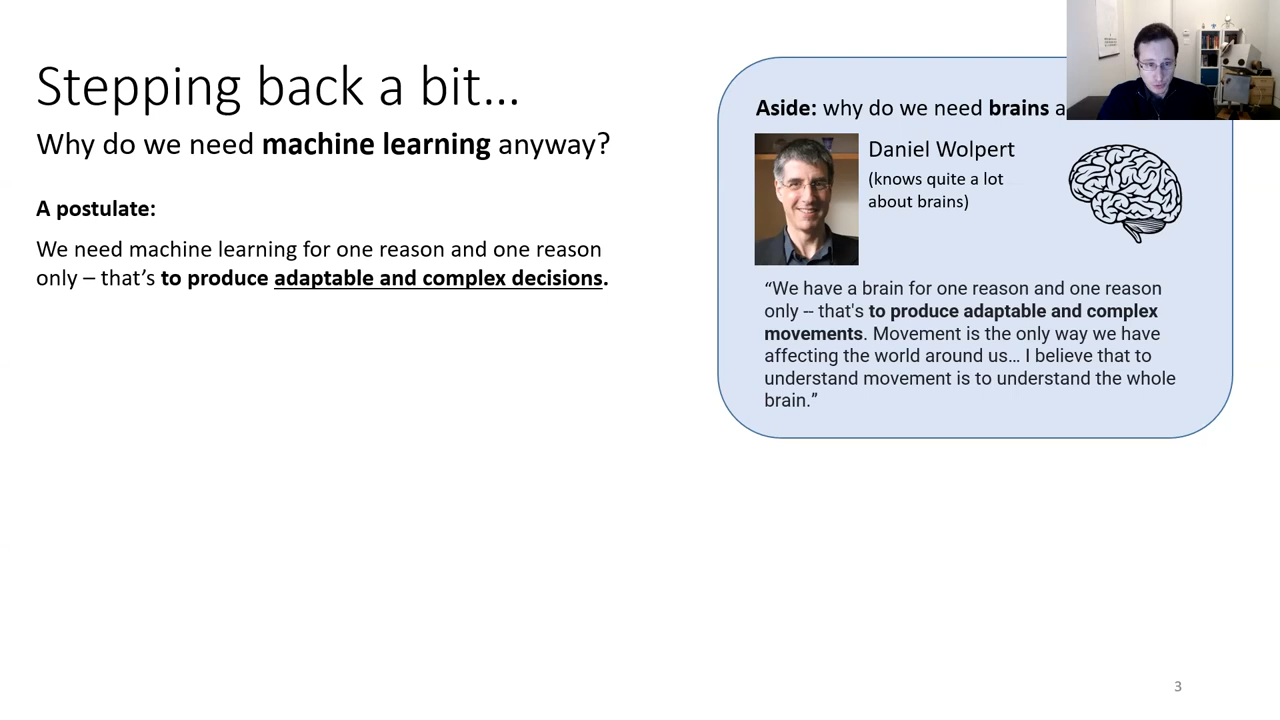 Stepping back a bit...
Why do we need machine learning anyway?
A postulate:
We need machine learning for one reason and one reason
only – that’s to produce adaptable and complex decisions.
Aside: why do we need brains a
Daniel Wolpert
(knows quite a lot
about brains)
“We have a brain for one reason and one reason
only -- that's to produce adaptable and complex
movements. Movement is the only way we have
affecting the world around us… I believe that to
understand movement is to understand the whole
brain.”
3